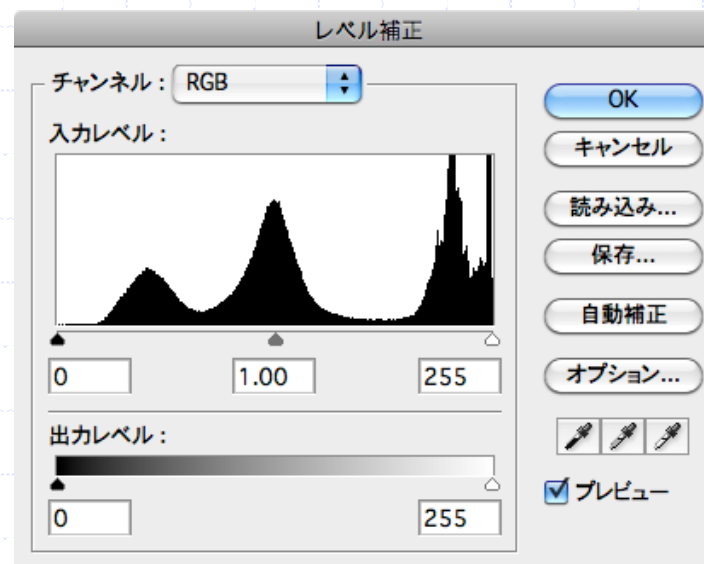 レベル補正
チャンネル： RGB
入力レベル：
0 1.00 255
出力レベル：
0 255
OK
キャンセル
読み込み...
保存...
自動補正
オプション...
プレビュー